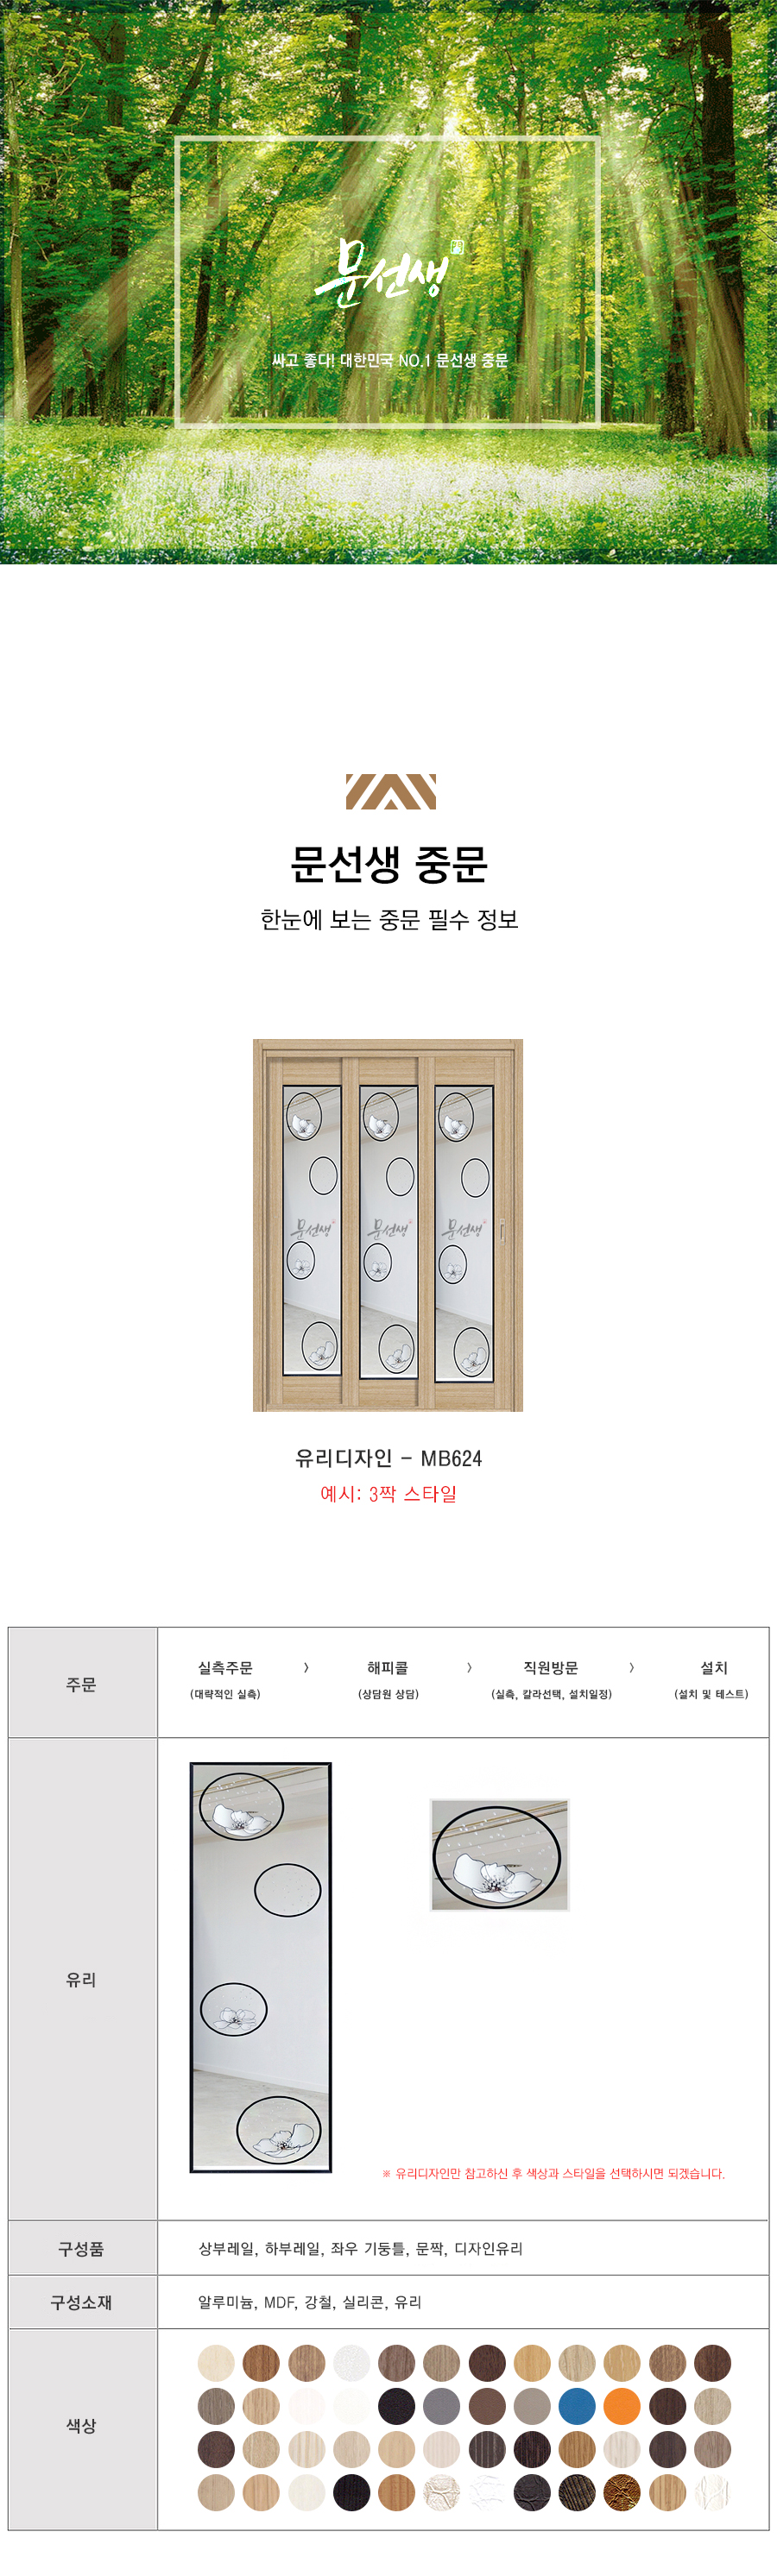 문선생
싸고 좋다! 대한민국 NO.1 문선생 중문
문선생 중문
한눈에 보는 중문 필수 정보
문선생 문선생 문선생
유리디자인 - MB624
예시: 3짝 스타일
주문
실측주문 > 해피콜 > 직원방문 > 설치
(대략적인 실측) (상담원 상담) (실측, 칼라선택, 설치일정) (설치 및 테스트)
유리
※ 유리디자인만 참고하신 후 색상과 스타일을 선택하시면 되겠습니다.
구성품
상부레일, 하부레일, 좌우 기둥틀, 문짝, 디자인유리
구성소재
알루미늄, MDF, 강철, 실리콘, 유리
색상